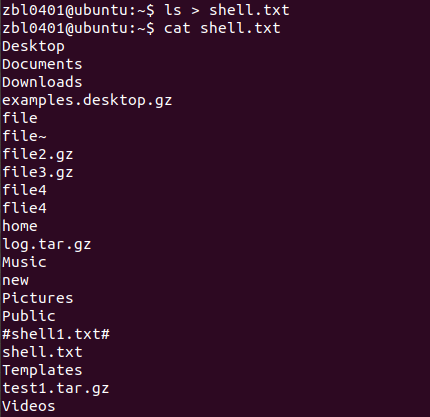 zbl0401@ubuntu:~$ ls > shell.txt
zbl0401@ubuntu:~$ cat shell.txt
Desktop
Documents
Downloads
examples.desktop.gz
file
file~
file2.gz
file3.gz
file4
flie4
home
log.tar.gz
Music
new
Pictures
Public
#shell1.txt#
shell.txt
Templates
test1.tar.gz
Videos